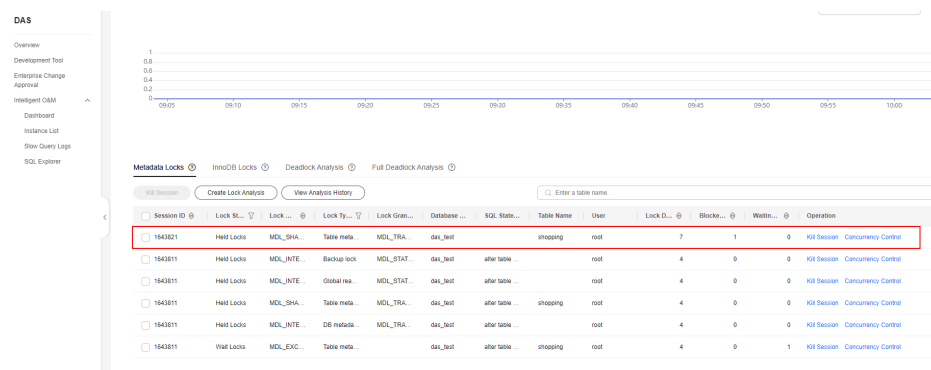 DAS
Overview
Development Tool
Enterprise Change
Approval
Intelligent O&M
Dashboard
Instance List
Slow Query Logs
SQL Explorer
1
0.8
0.6
0.4
0.2
0
09:05 09:10 09:15 09:20 09:25 09:30 09:35 09:40 09:45 09:50 09:55 10:00
Metadata Locks InnoDB Locks Deadlock Analysis Full Deadlock Analysis
Kill Session Create Lock Analysis View Analysis History Enter a table name.
Session ID Lock St... Lock ... Lock Ty... Lock Gran... Database ... SQL State... Table Name User Lock D... Blocke... Waitin... Operation
1643821 Held Locks MDL_SHA... Table meta... MDL_TRA... das_test shopping root 7 1 0 Kill Session Concurrency Control
1643811 Held Locks MDL_INTE... Backup lock MDL_STAT... das_test alter table ... root 4 0 0 Kill Session Concurrency Control
1643811 Held Locks MDL_INTE... Global rea... MDL_STAT... das_test alter table ... root 4 0 0 Kill Session Concurrency Control
1643811 Held Locks MDL_SHA... Table meta... MDL_TRA... das_test alter table ... shopping root 4 0 0 Kill Session Concurrency Control
1643811 Held Locks MDL_INTE... DB metada... MDL_TRA... das_test alter table ... root 4 0 0 Kill Session Concurrency Control
1643811 Wait Locks MDL_EXC... Table meta... das_test alter table ... shopping root 4 0 1 Kill Session Concurrency Control